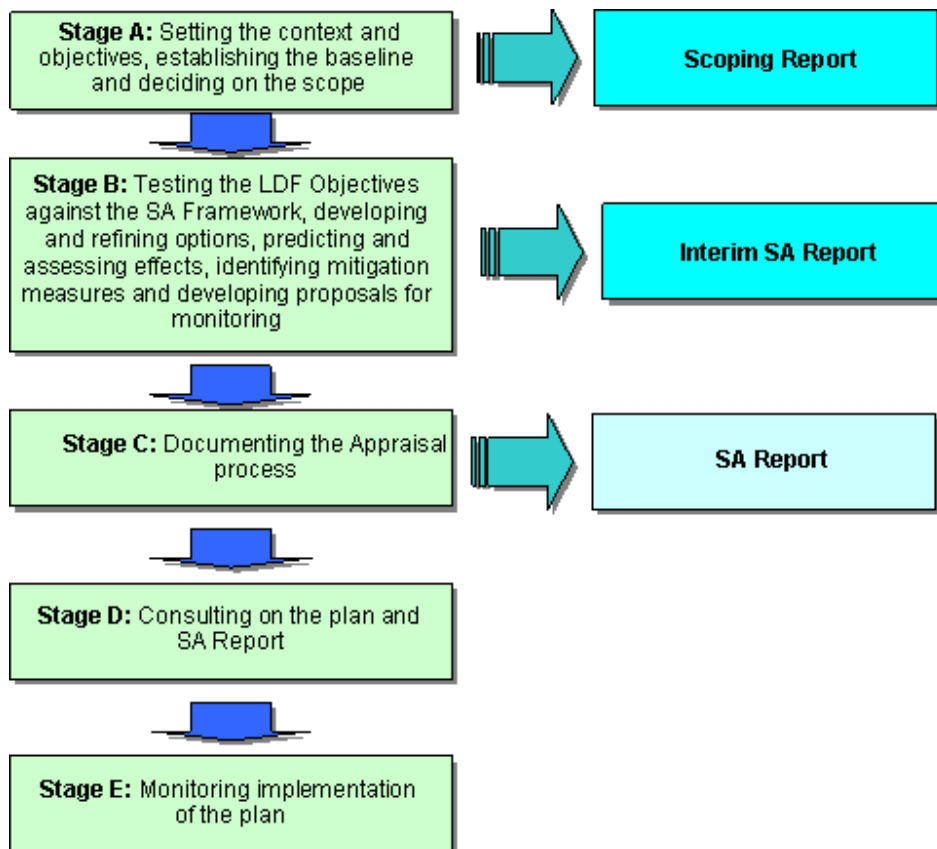 Stage A: Setting the context and
objectives, establishing the baseline
and deciding on the scope
Scoping Report
Stage B: Testing the LDF Objectives
against the SA Framework, developing
and refining options, predicting and
assessing effects, identifying mitigation
measures and developing proposals for
monitoring
Interim SA Report
Stage C: Documenting the Appraisal
process
SA Report
Stage D: Consulting on the plan and
SA Report
Stage E: Monitoring implementation
of the plan